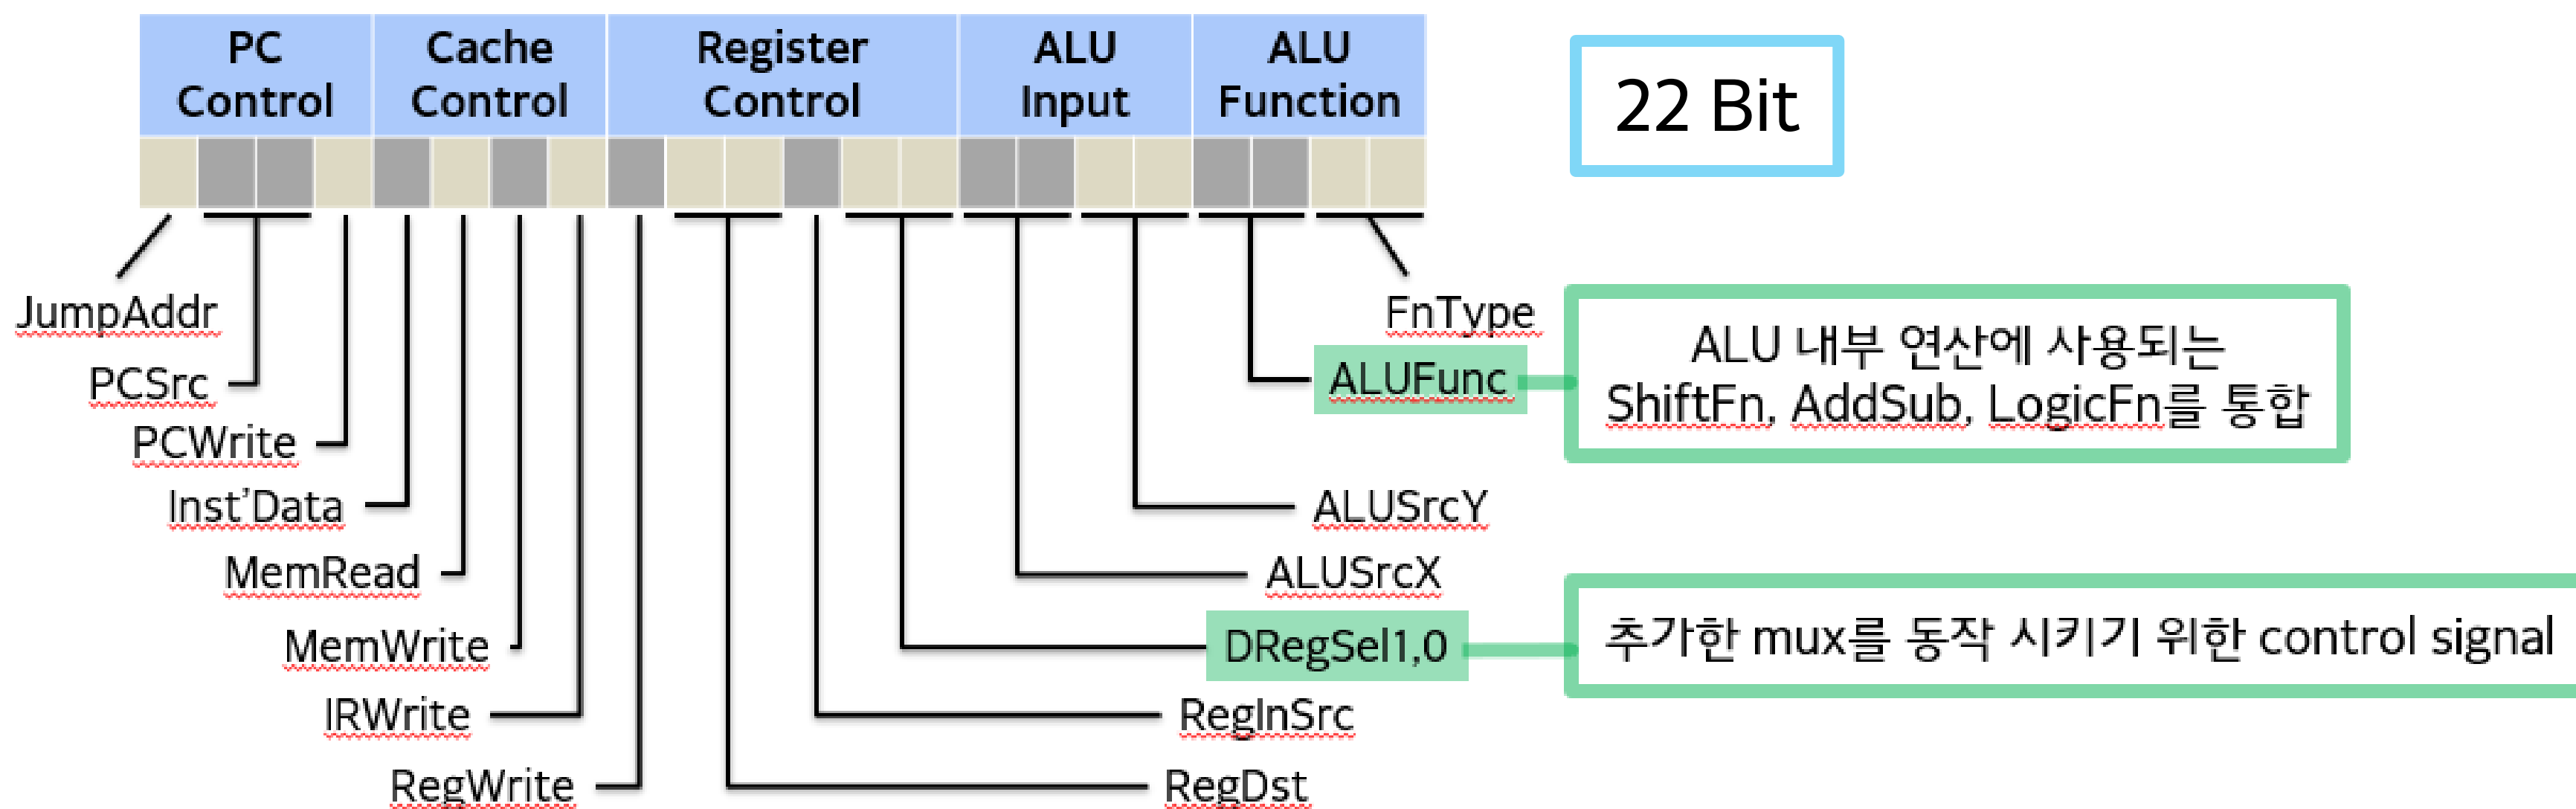 PC
Control
Cache
Control
Register
Control
ALU
Input
ALU
Function
22 Bit
JumpAddr
PCSrc
PCWrite
Inst’Data
MemRead
MemWrite
IRWrite
RegWrite
FnType
ALUFunc
ALUSrcY
ALUSrcX
DRegSel1,0
RegInSrc
RegDst
ALU 내부 연산에 사용되는
ShiftFn, AddSub, LogicFn를 통합
추가한 mux를 동작 시키기 위한 control signal